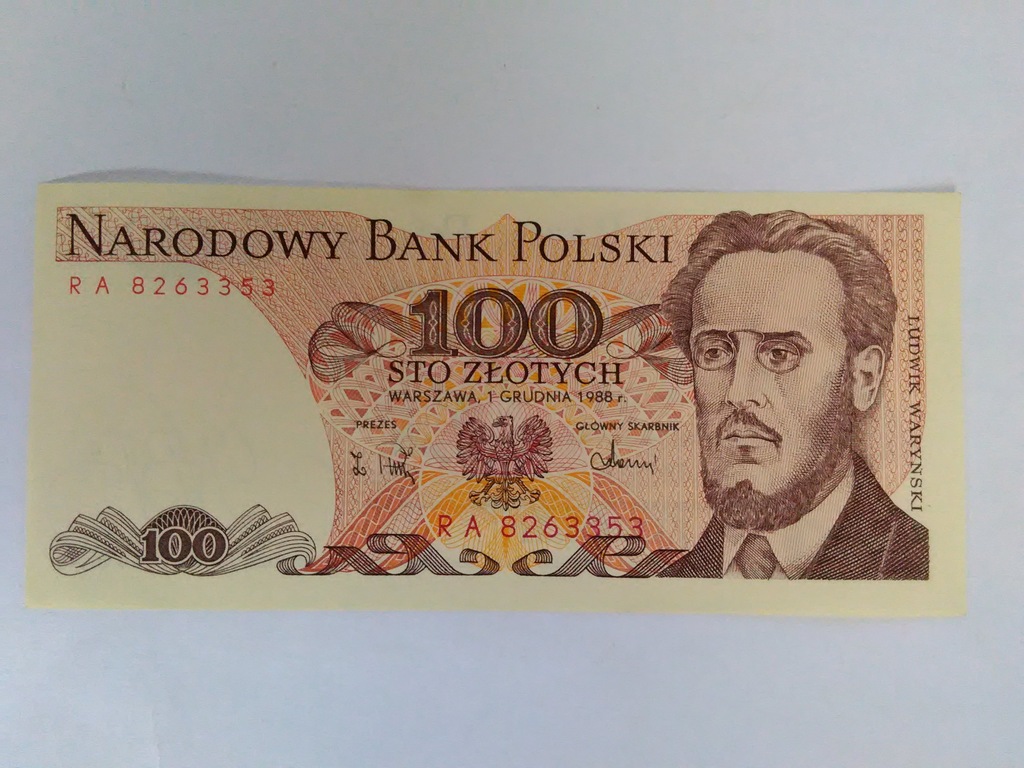 NARODOWY BANK POLSKI
RA 8263353
100
STO ZŁOTYCH
WARSZAWA, 1 GRUDNIA 1988 r.
PREZES
GŁÓWNY SKARBNIK
RA 8263353
100
LUDWIK WARYŃSKI